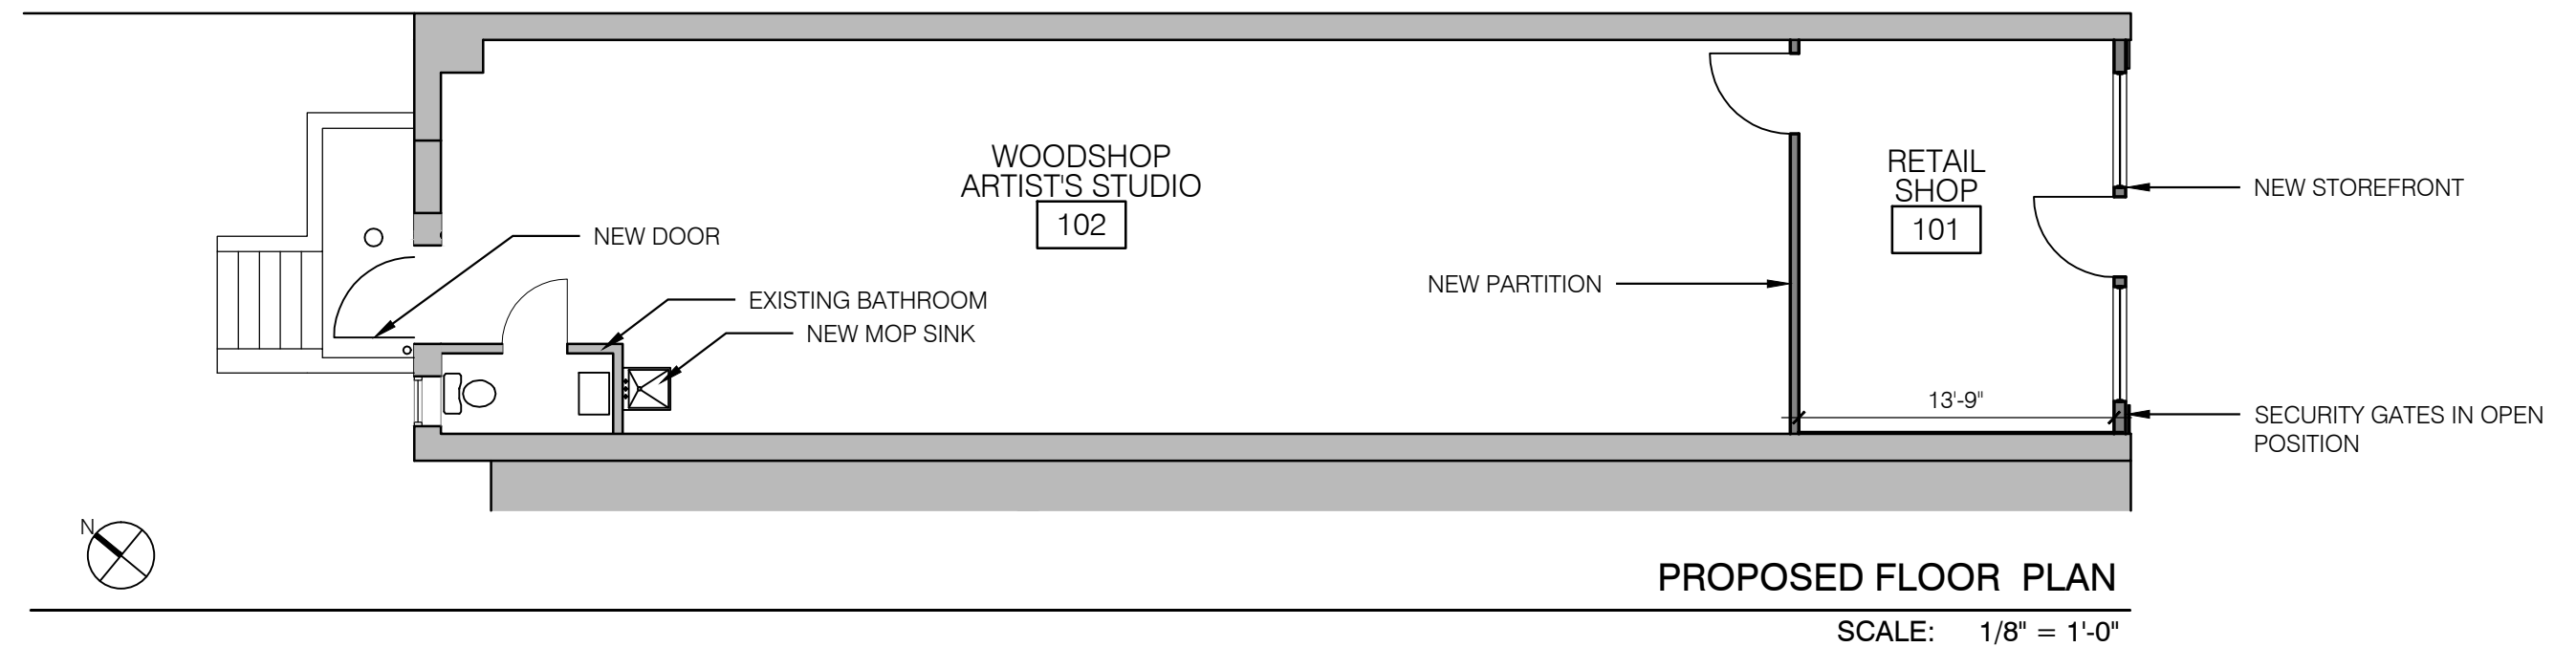 WOODSHOP
ARTIST'S STUDIO
102
RETAIL
SHOP
101
NEW STOREFRONT
NEW DOOR
NEW PARTITION
EXISTING BATHROOM
NEW MOP SINK
13'-9"
SECURITY GATES IN OPEN
POSITION
N
PROPOSED FLOOR PLAN
SCALE: 1/8" = 1'-0"